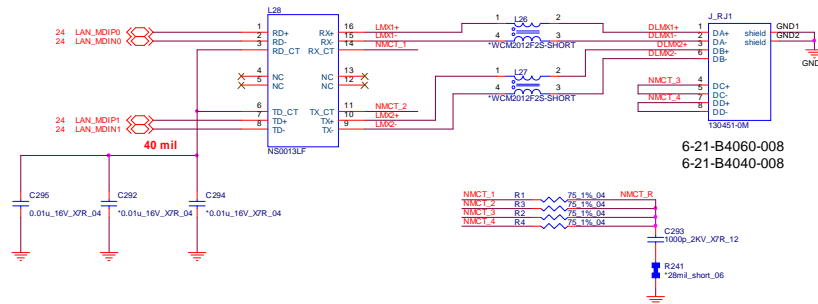 L28
24 LAN_MDIP0 1 RD+ RX+ 16 LMX1+ 1 L26 2 DLMX1+ 1 DA+ J_RJ1 shield GND1
24 LAN_MDIN0 2 RD- RX- 15 LMX1- 4 3 DLMX1- 2 DA- shield GND2
3 RD_CT RX_CT 14 NMCT_1 *WCM2012F2S-SHORT DLMX2+ 3 DB+
DLMX2- 6 DB- GND
4 NC NC 13
5 NC NC 12 1 L27 2 NMCT_3 4 DC+
4 3 5 DC-
6 TD_CT TX_CT 11 NMCT_2 *WCM2012F2S-SHORT NMCT_4 7 DD+
24 LAN_MDIP1 7 TD+ TX+ 10 LMX2+ 8 DD-
24 LAN_MDIN1 8 TD- TX- 9 LMX2- 130451-0M
40 mil NS0013LF
6-21-B4060-008
6-21-B4040-008
C295 C292 C294
0.01u_16V_X7R_04 *0.01u_16V_X7R_04 *0.01u_16V_X7R_04
NMCT_1 R1 75_1%_04 NMCT_R
NMCT_2 R3 75_1%_04
NMCT_3 R2 75_1%_04
NMCT_4 R4 75_1%_04
C293
1000p_2KV_X7R_12
R241
*28mil_short_06